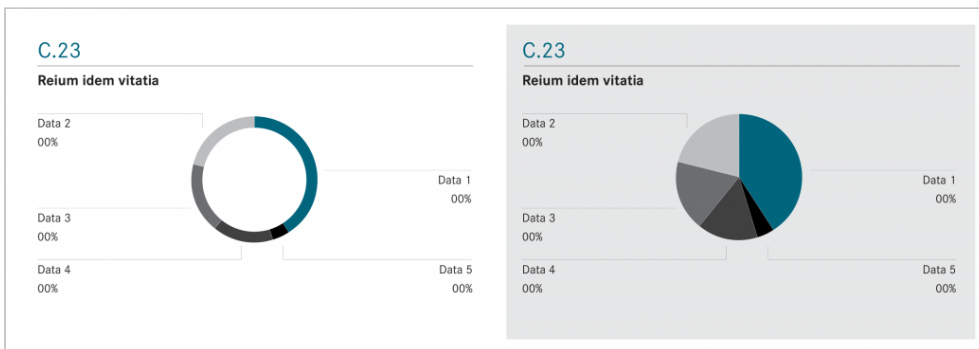 C.23
Reium idem vitatia
Data 2
00%
Data 1
00%
Data 3
00%
Data 4
00%
Data 5
00%
C.23
Reium idem vitatia
Data 2
00%
Data 1
00%
Data 3
00%
Data 4
00%
Data 5
00%